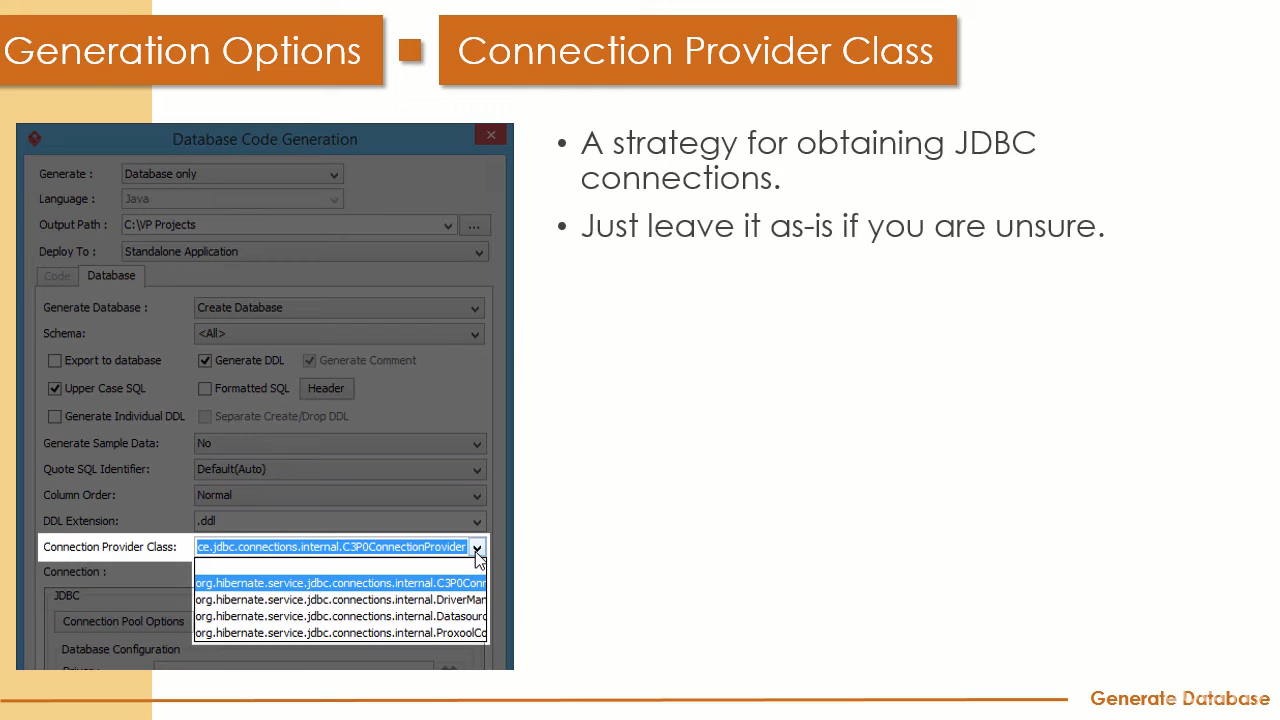 Generation Options
Connection Provider Class
Database Code Generation
Generate :
Database only
Language :
Java
Output Path :
C:\VP Projects
...
Deploy To :
Standalone Application
Code
Database
Generate Database :
Create Database
Schema:
<All>
Export to database
Generate DDL
Generate Comment
Upper Case SQL
Formatted SQL
Header
Generate Individual DDL
Separate Create/Drop DDL
Generate Sample Data:
No
Quote SQL Identifier:
Default(Auto)
Column Order:
Normal
DDL Extension:
.ddl
Connection Provider Class:
ce.jdbc.connections.internal.C3P0ConnectionProvider
Connection :
org.hibernate.service.jdbc.connections.internal.C3P0Conn
org.hibernate.service.jdbc.connections.internal.DriverMan
org.hibernate.service.jdbc.connections.internal.Datasourc
org.hibernate.service.jdbc.connections.internal.ProxoolCo
JDBC
Connection Pool Options
Database Configuration
• A strategy for obtaining JDBC
connections.
• Just leave it as-is if you are unsure.
Generate Database